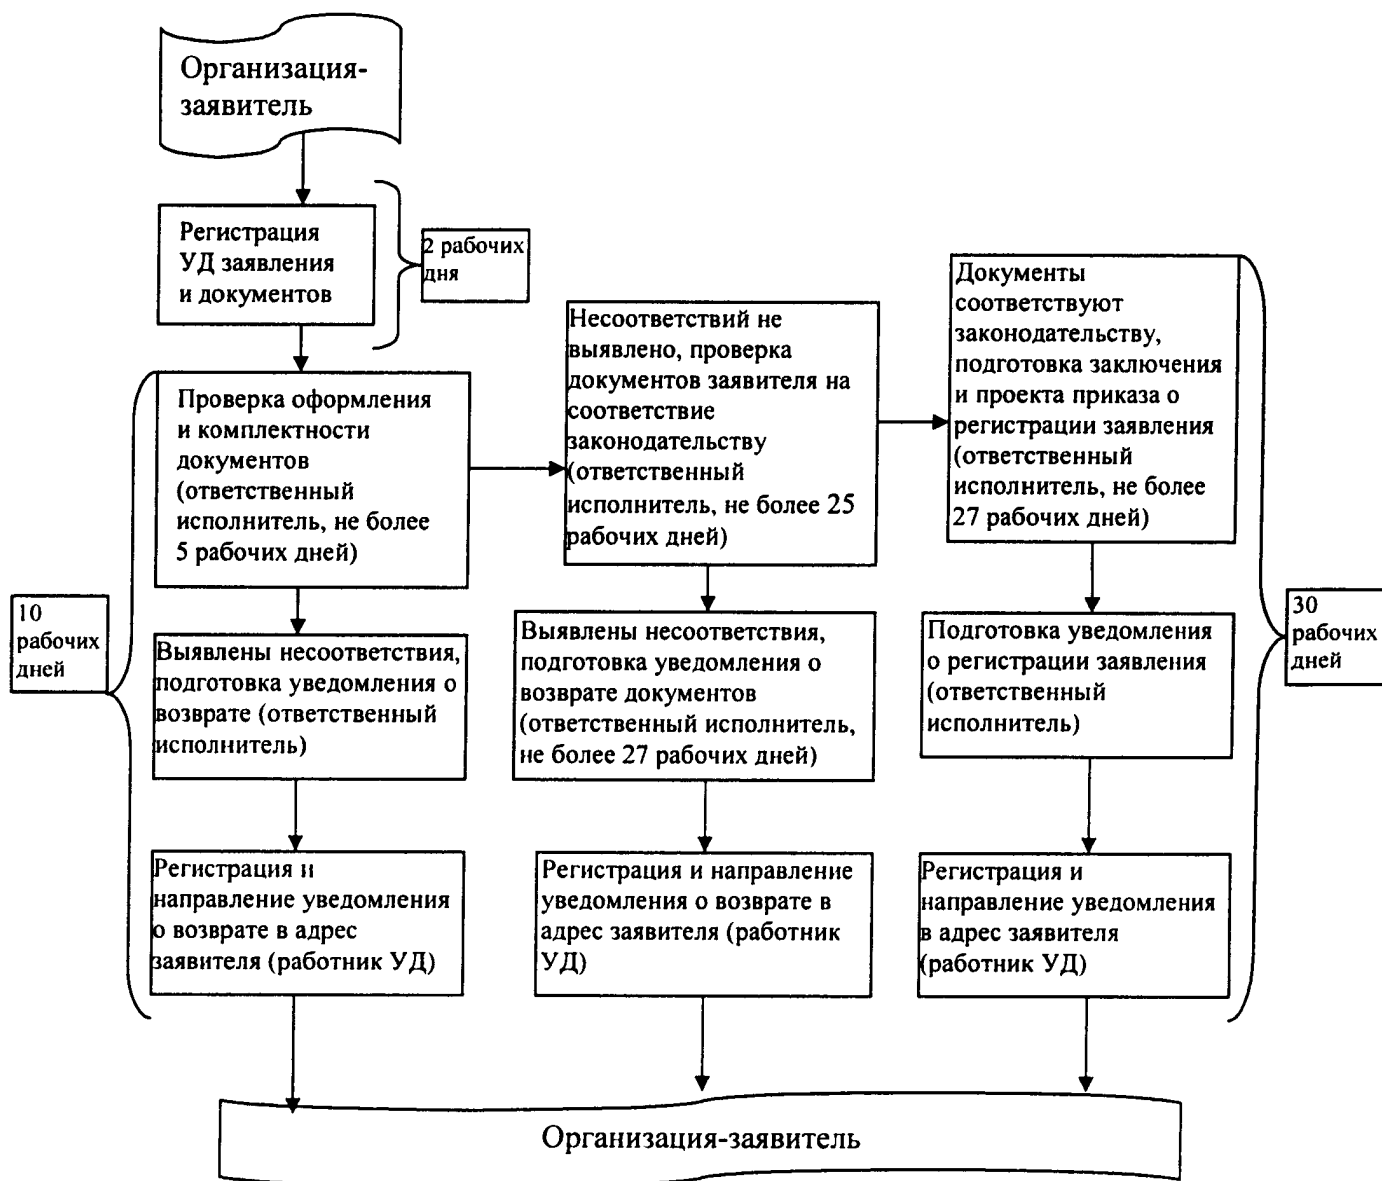 Организация-
заявитель
Регистрация
УД заявления
и документов
2 рабочих
дня
Проверка оформления
и комплектности
документов
(ответственный
исполнитель, не более
5 рабочих дней)
Несоответствий не
выявлено, проверка
документов заявителя на
соответствие
законодательству
(ответственный
исполнитель, не более 25
рабочих дней)
Документы
соответствуют
законодательству,
подготовка заключения
и проекта приказа о
регистрации заявления
(ответственный
исполнитель, не более
27 рабочих дней)
10
рабочих
дней
Выявлены несоответствия,
подготовка уведомления о
возврате (ответственный
исполнитель)
Выявлены несоответствия,
подготовка уведомления о
возврате документов
(ответственный исполнитель,
не более 27 рабочих дней)
Подготовка уведомления
о регистрации заявления
(ответственный
исполнитель)
30
рабочих
дней
Регистрация и
направление уведомления
о возврате в адрес
заявителя (работник УД)
Регистрация и направление
уведомления о возврате в
адрес заявителя (работник
УД)
Регистрация и
направление уведомления
в адрес заявителя
(работник УД)
Организация-заявитель